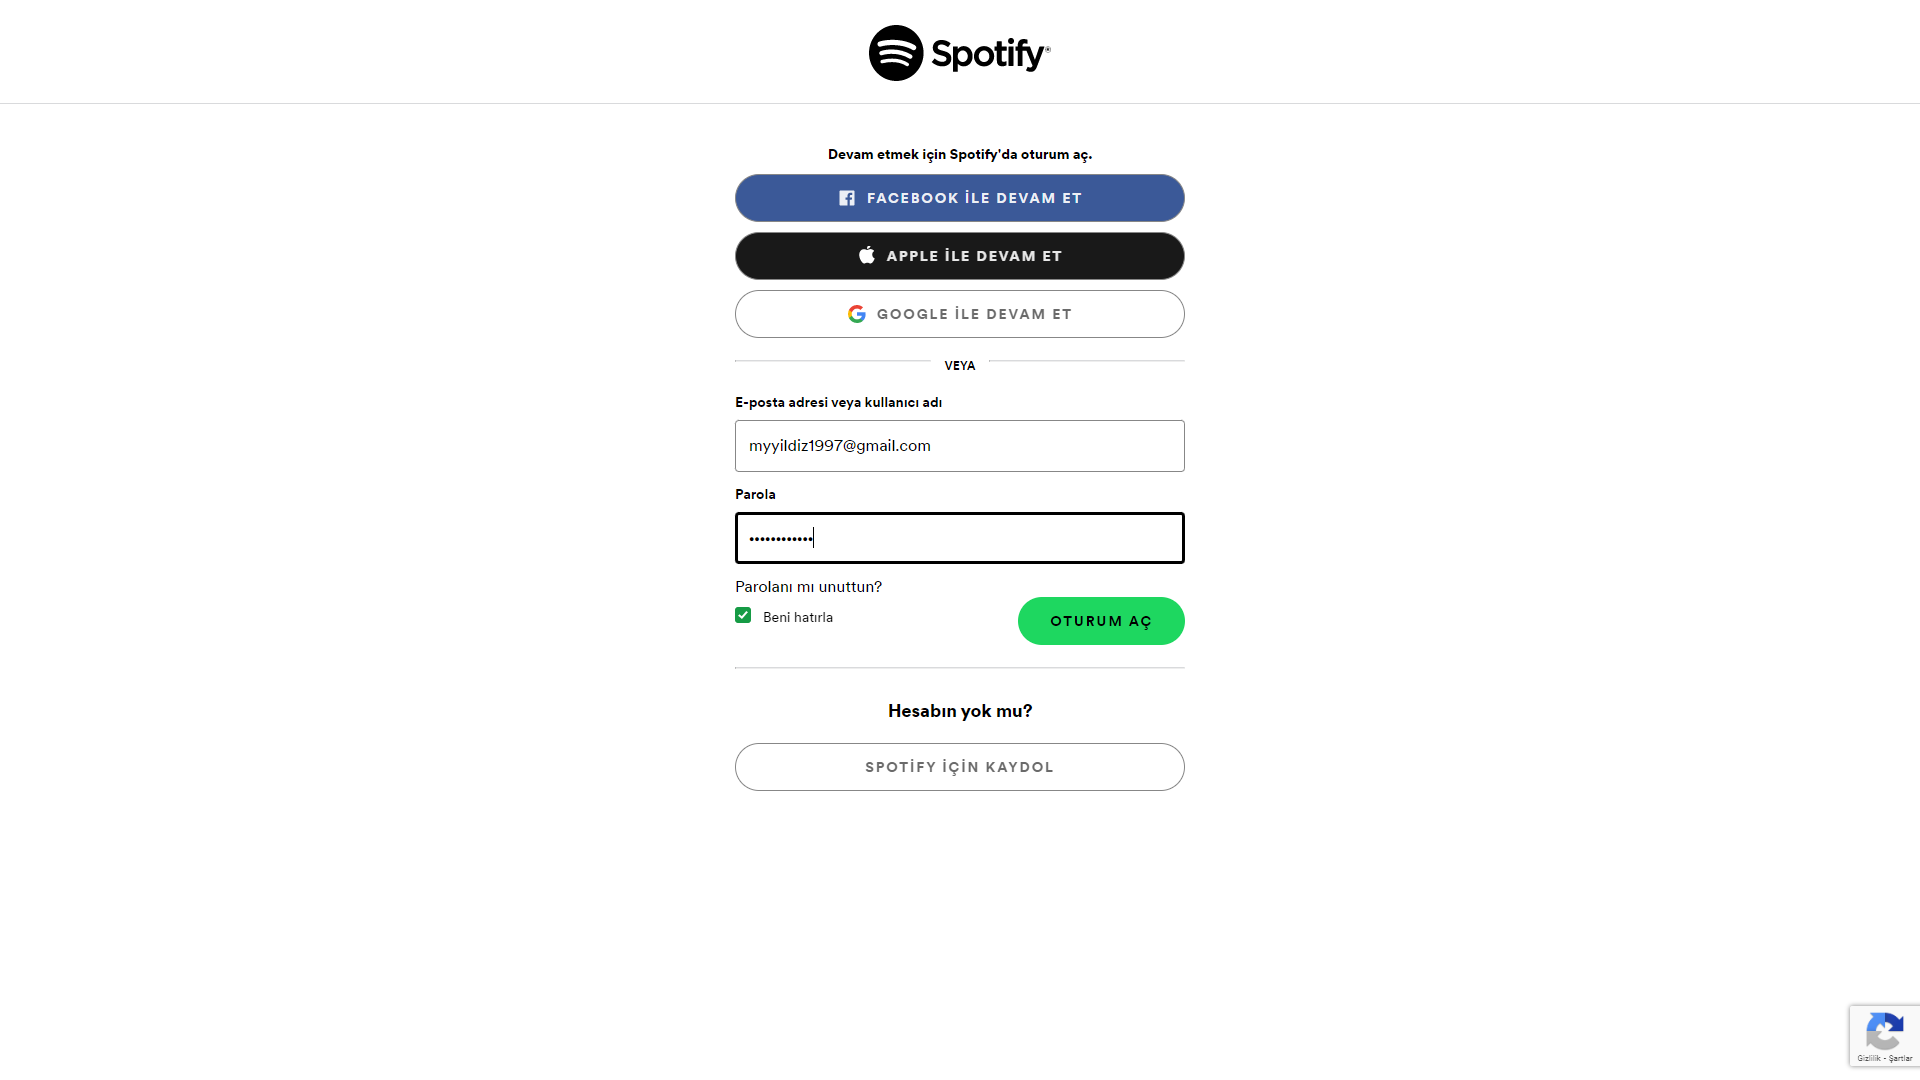 Spotify®
Devam etmek için Spotify'da oturum aç.
FACEBOOK İLE DEVAM ET
APPLE İLE DEVAM ET
GOOGLE İLE DEVAM ET
VEYA
E-posta adresi veya kullanıcı adı
myyildiz1997@gmail.com
Parola
••••••••••••
Parolanı mı unuttun?
Beni hatırla
OTURUM AÇ
Hesabın yok mu?
SPOTİFY İÇİN KAYDOL
Gizlilik - Şartlar